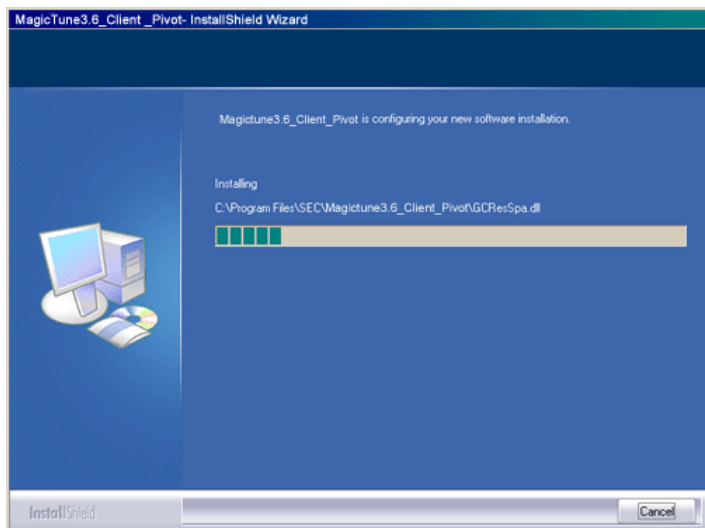 MagicTune3.6_Client _Pivot- InstallShield Wizard
Magictune3.6_Client_Pivot is configuring your new software installation.
Installing
C:\Program Files\SEC\Magictune3.6_Client_Pivot\GCResSpa.dll
InstallShield
Cancel